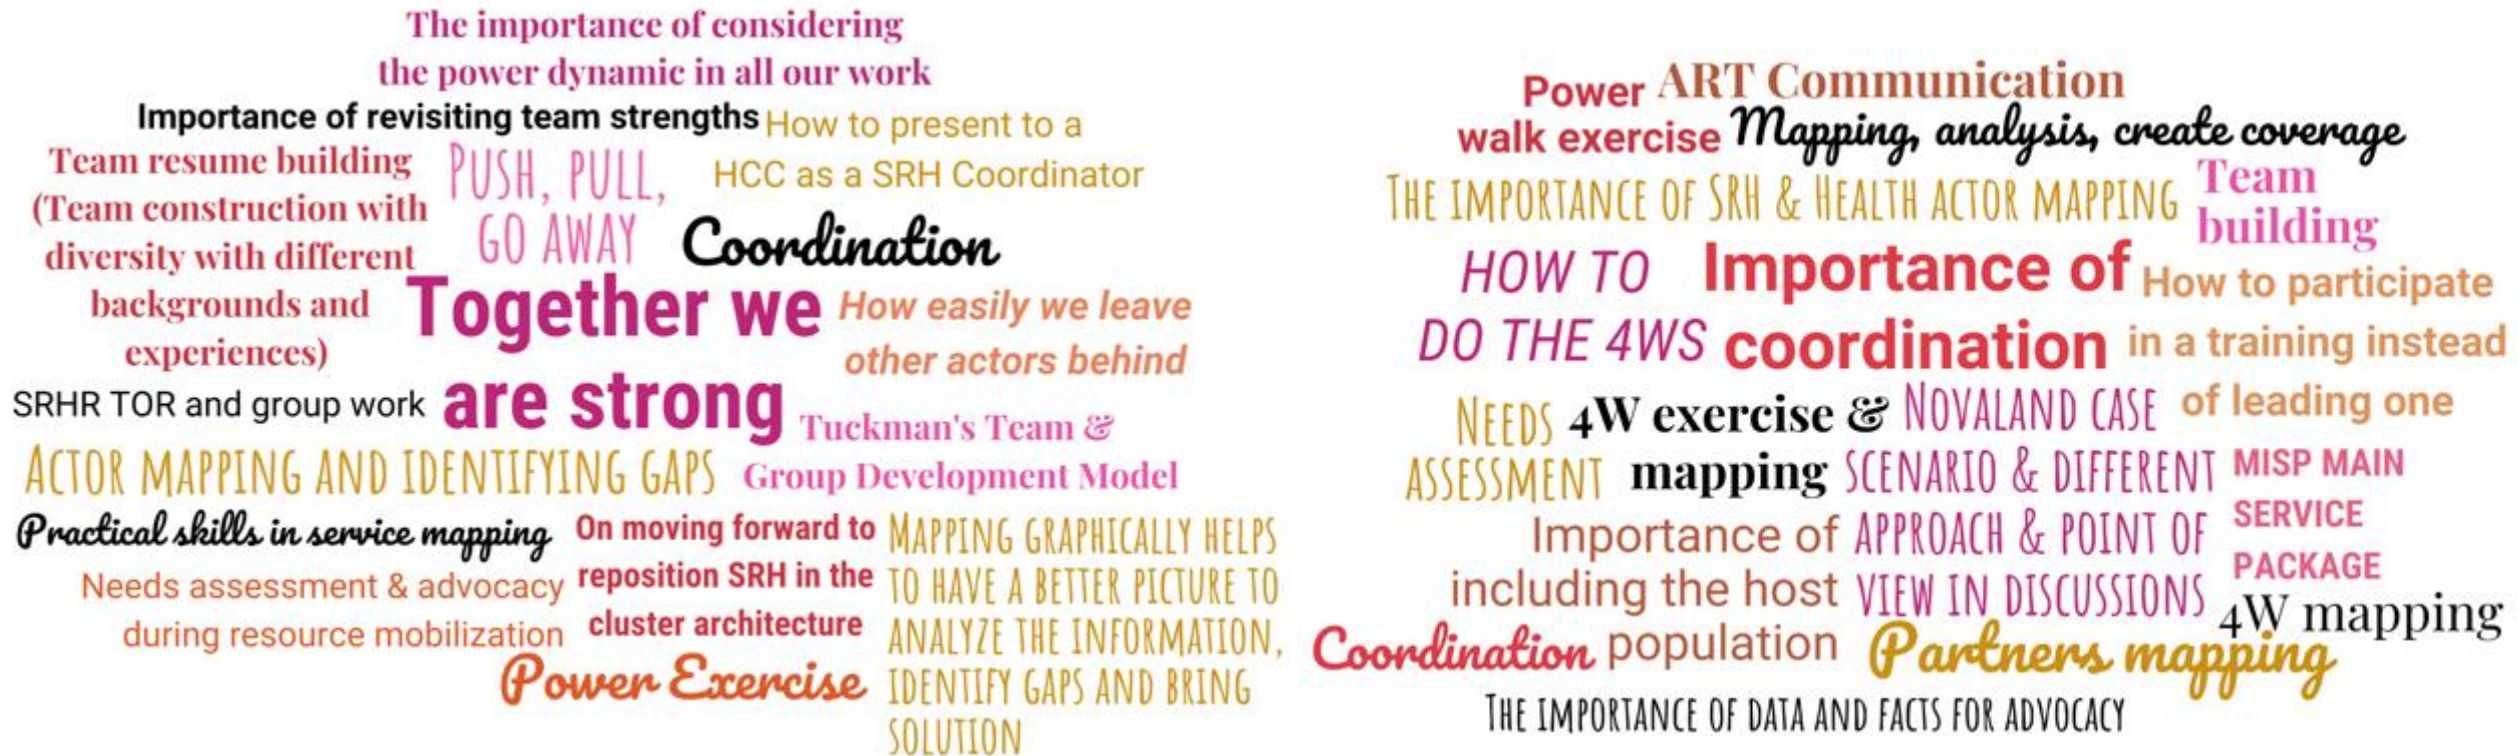 The importance of considering
the power dynamic in all our work
Importance of revisiting team strengths
How to present to a
HCC as a SRH Coordinator
Team resume building
(Team construction with
diversity with different
backgrounds and
experiences)
PUSH, PULL,
GO AWAY
Coordination
Together we
are strong
How easily we leave
other actors behind
SRHR TOR and group work
Tuckman's Team &
Group Development Model
ACTOR MAPPING AND IDENTIFYING GAPS
Practical skills in service mapping
On moving forward to
reposition SRH in the
cluster architecture
MAPPING GRAPHICALLY HELPS
TO HAVE A BETTER PICTURE TO
ANALYZE THE INFORMATION,
IDENTIFY GAPS AND BRING
SOLUTION
Needs assessment & advocacy
during resource mobilization
Power Exercise
Power
walk exercise
ART Communication
Mapping, analysis, create coverage
THE IMPORTANCE OF SRH & HEALTH ACTOR MAPPING
Team
building
HOW TO
DO THE 4WS
Importance of
coordination
How to participate
in a training instead
of leading one
NEEDS
ASSESSMENT
4W exercise &
mapping
NOVALAND CASE
SCENARIO & DIFFERENT
APPROACH & POINT OF
VIEW IN DISCUSSIONS
MISP MAIN
SERVICE
PACKAGE
Importance of
including the host
population
4W mapping
Coordination
Partners mapping
THE IMPORTANCE OF DATA AND FACTS FOR ADVOCACY